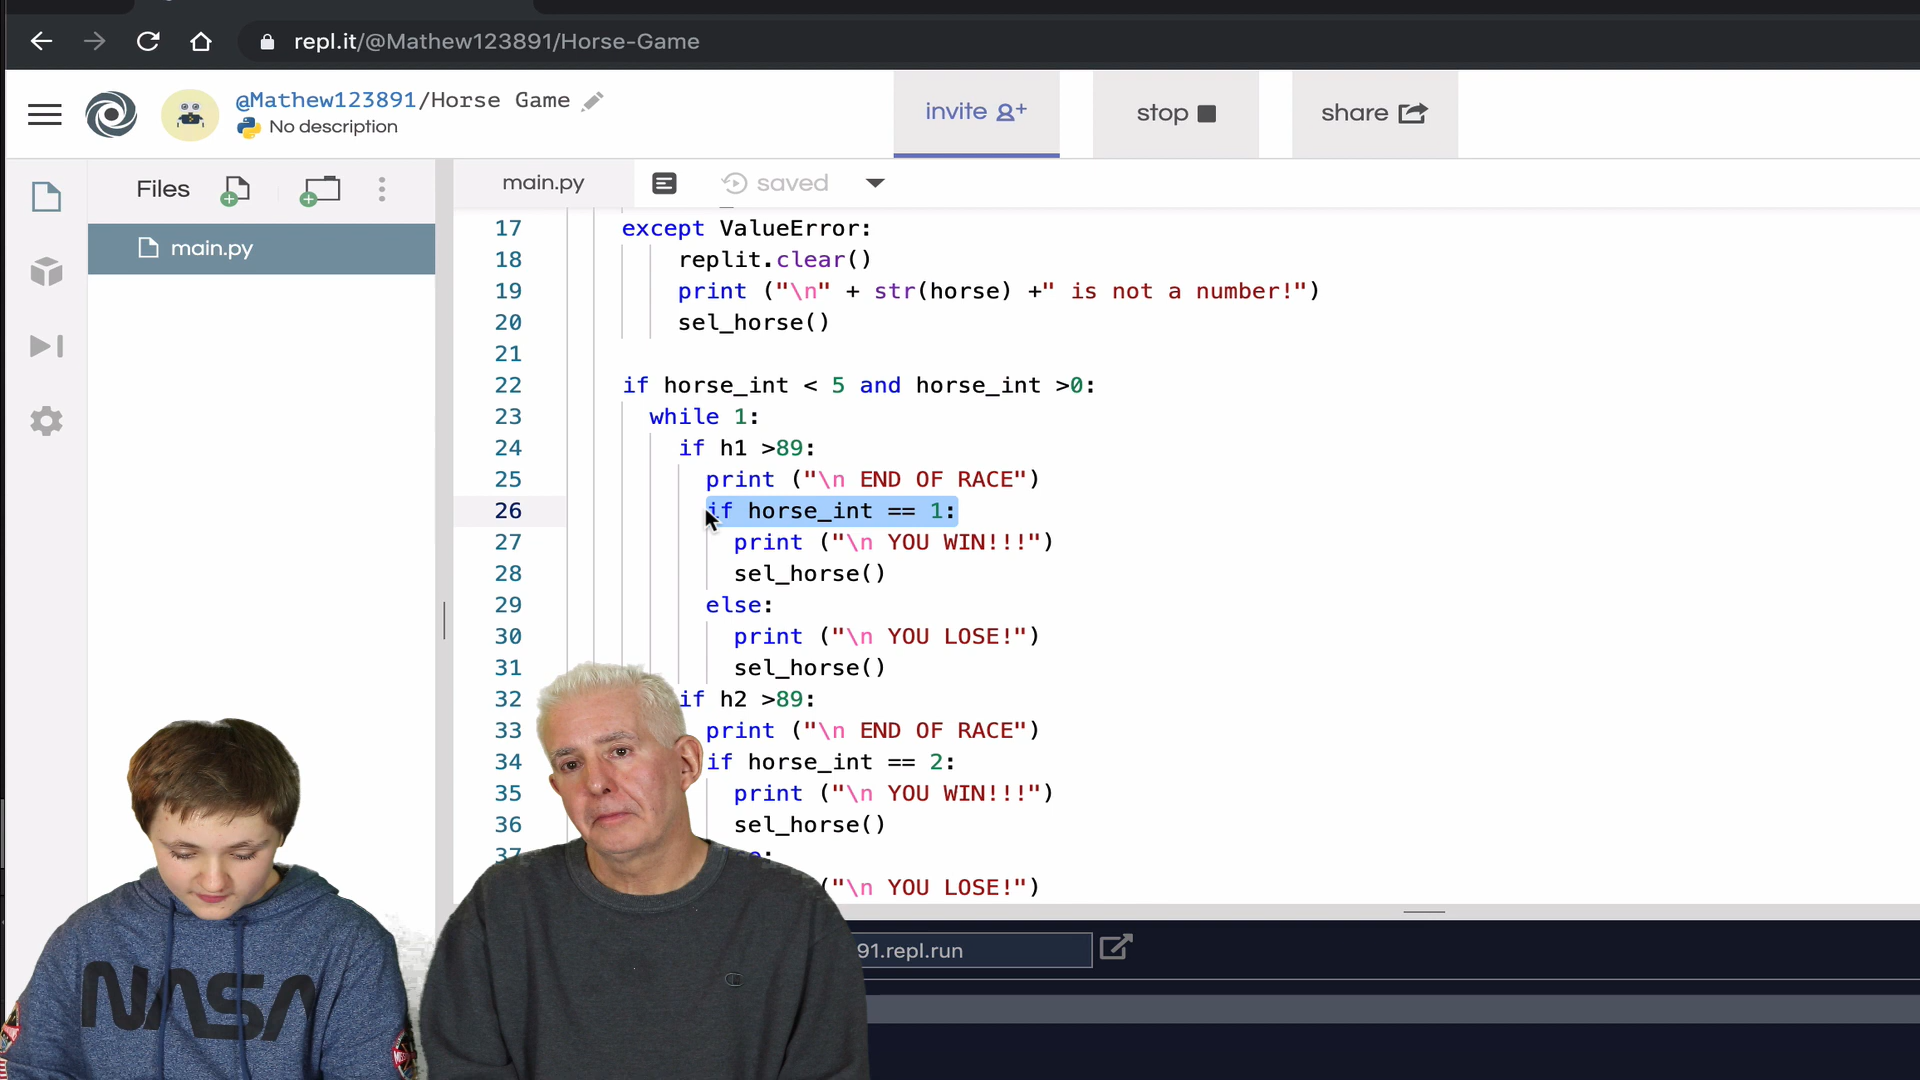 repl.it/@Mathew123891/Horse-Game
@Mathew123891/Horse Game
No description
invite
stop
share
Files
main.py
main.py
saved
17 except ValueError:
18 replit.clear()
19 print ("\n" + str(horse) +" is not a number!")
20 sel_horse()
21
22 if horse_int < 5 and horse_int >0:
23 while 1:
24 if h1 >89:
25 print ("\n END OF RACE")
26 if horse_int == 1:
27 print ("\n YOU WIN!!!")
28 sel_horse()
29 else:
30 print ("\n YOU LOSE!")
31 sel_horse()
32 if h2 >89:
33 print ("\n END OF RACE")
34 if horse_int == 2:
35 print ("\n YOU WIN!!!")
36 sel_horse()
37 e:
("\n YOU LOSE!")
91.repl.run
NASA